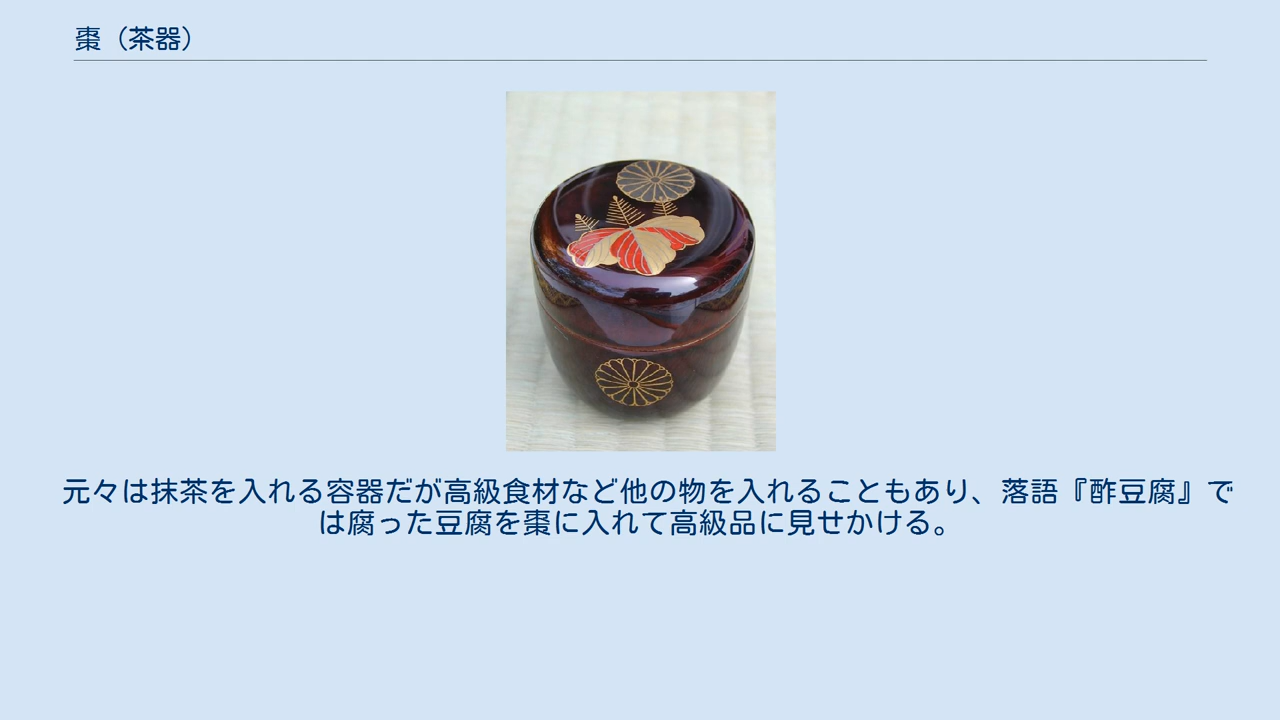 棗（茶器）
元々は抹茶を入れる容器だが高級食材など他の物を入れることもあり、落語『酢豆腐』で
は腐った豆腐を棗に入れて高級品に見せかける。